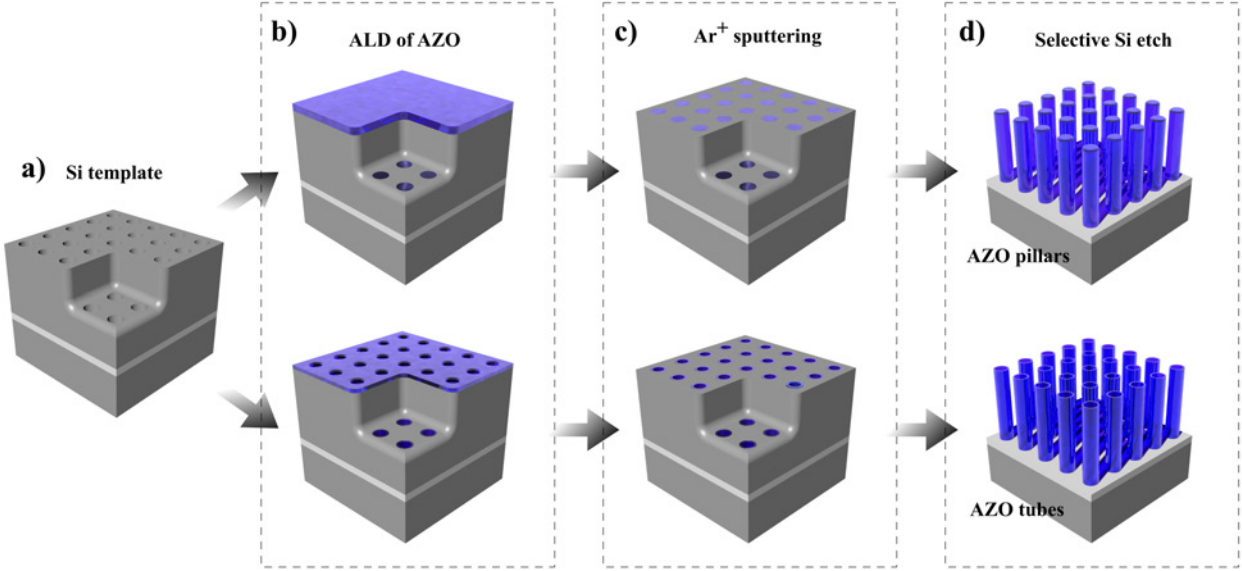 a) Si template
b) ALD of AZO
c) Ar⁺ sputtering
d) Selective Si etch
AZO pillars
AZO tubes